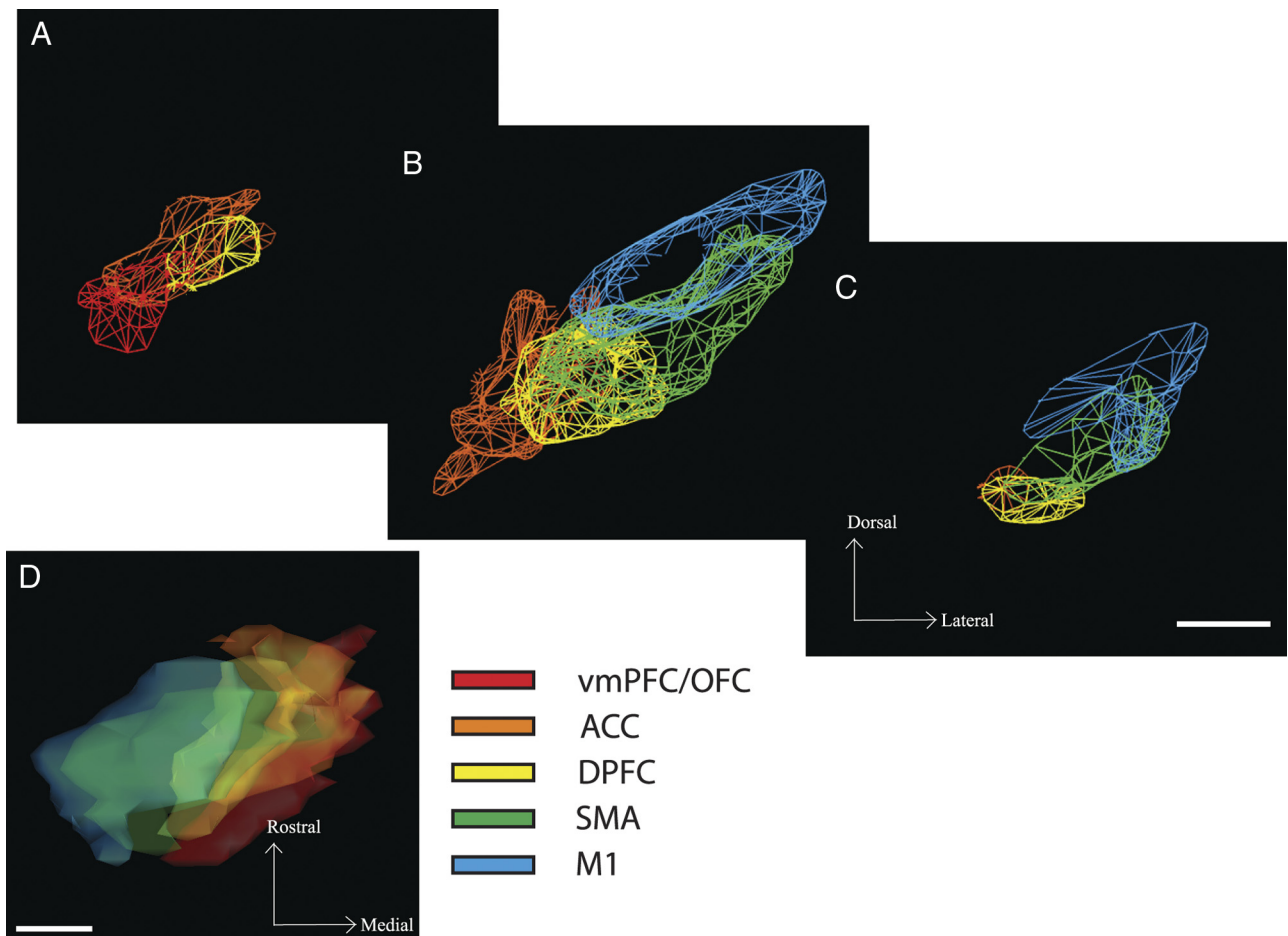 A
B
C
Dorsal
Lateral
D
Rostral
Medial
vmPFC/OFC
ACC
DPFC
SMA
M1